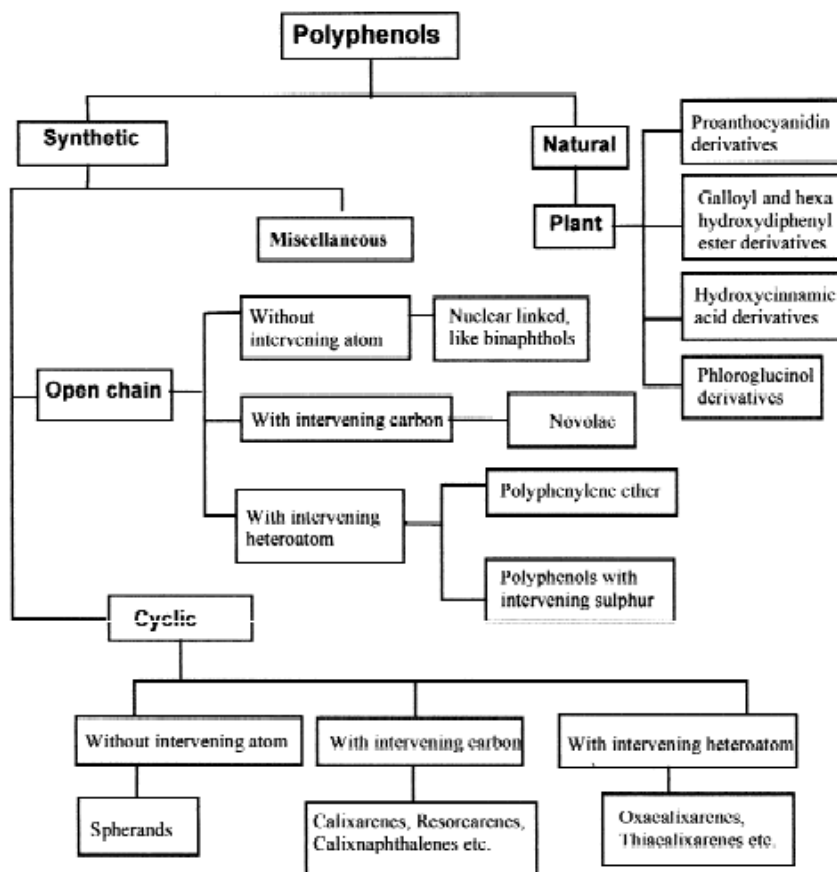 Polyphenols
Synthetic
Natural
Plant
Proanthocyanidin
derivatives
Galloyl and hexa
hydroxydiphenyl
ester derivatives
Hydroxycinnamic
acid derivatives
Phloroglucinol
derivatives
Miscellaneous
Open chain
Without
intervening atom
Nuclear linked,
like binaphthols
With intervening carbon
Novolac
With intervening
heteroatom
Polyphenylene ether
Polyphenols with
intervening sulphur
Cyclic
Without intervening atom
With intervening carbon
With intervening heteroatom
Spherands
Calixarenes, Resorcarenes,
Calixnaphthalenes etc.
Oxacalixarenes,
Thiacalixarenes etc.